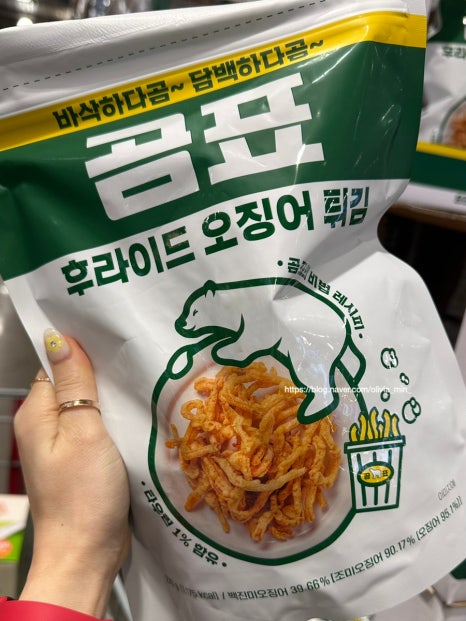 바삭하다곰~ 담백하다곰~
곰표
후라이드 오징어 튀김
• 곰표 비법 레시피 •
https://blog.naver.com/olivia_min
곰표
• 타우린 1% 함유 •
백진미오징어 39.66% [조미오징어 90.17% (오징어 95.1%)]